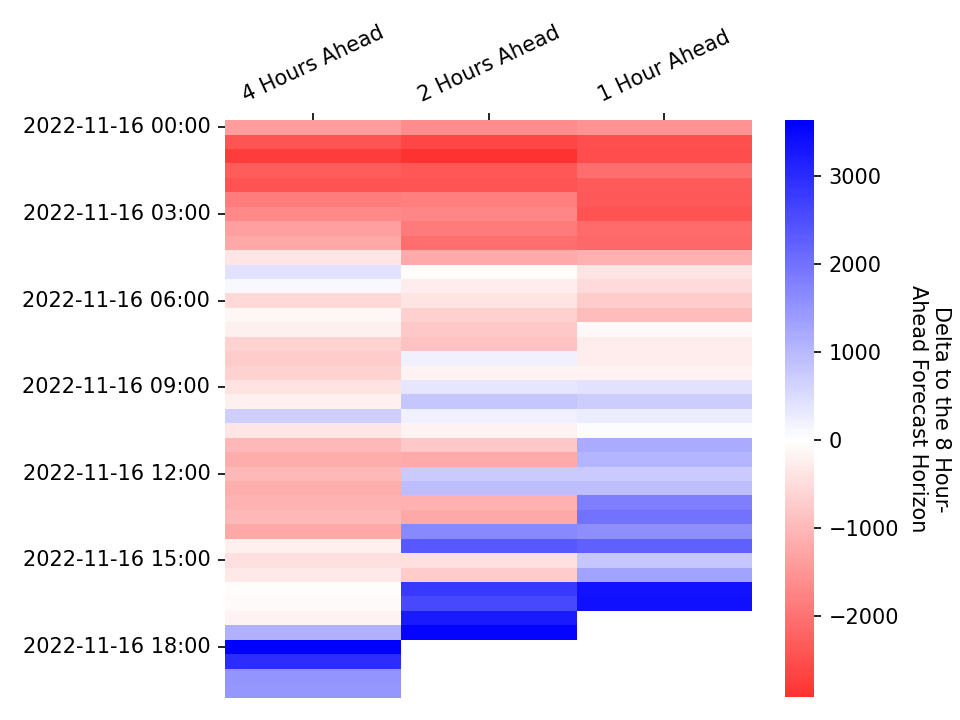 4 Hours Ahead
2 Hours Ahead
1 Hour Ahead
2022-11-16 00:00
2022-11-16 03:00
2022-11-16 06:00
2022-11-16 09:00
2022-11-16 12:00
2022-11-16 15:00
2022-11-16 18:00
3000
2000
1000
0
−1000
−2000
Delta to the 8 Hour-
Ahead Forecast Horizon